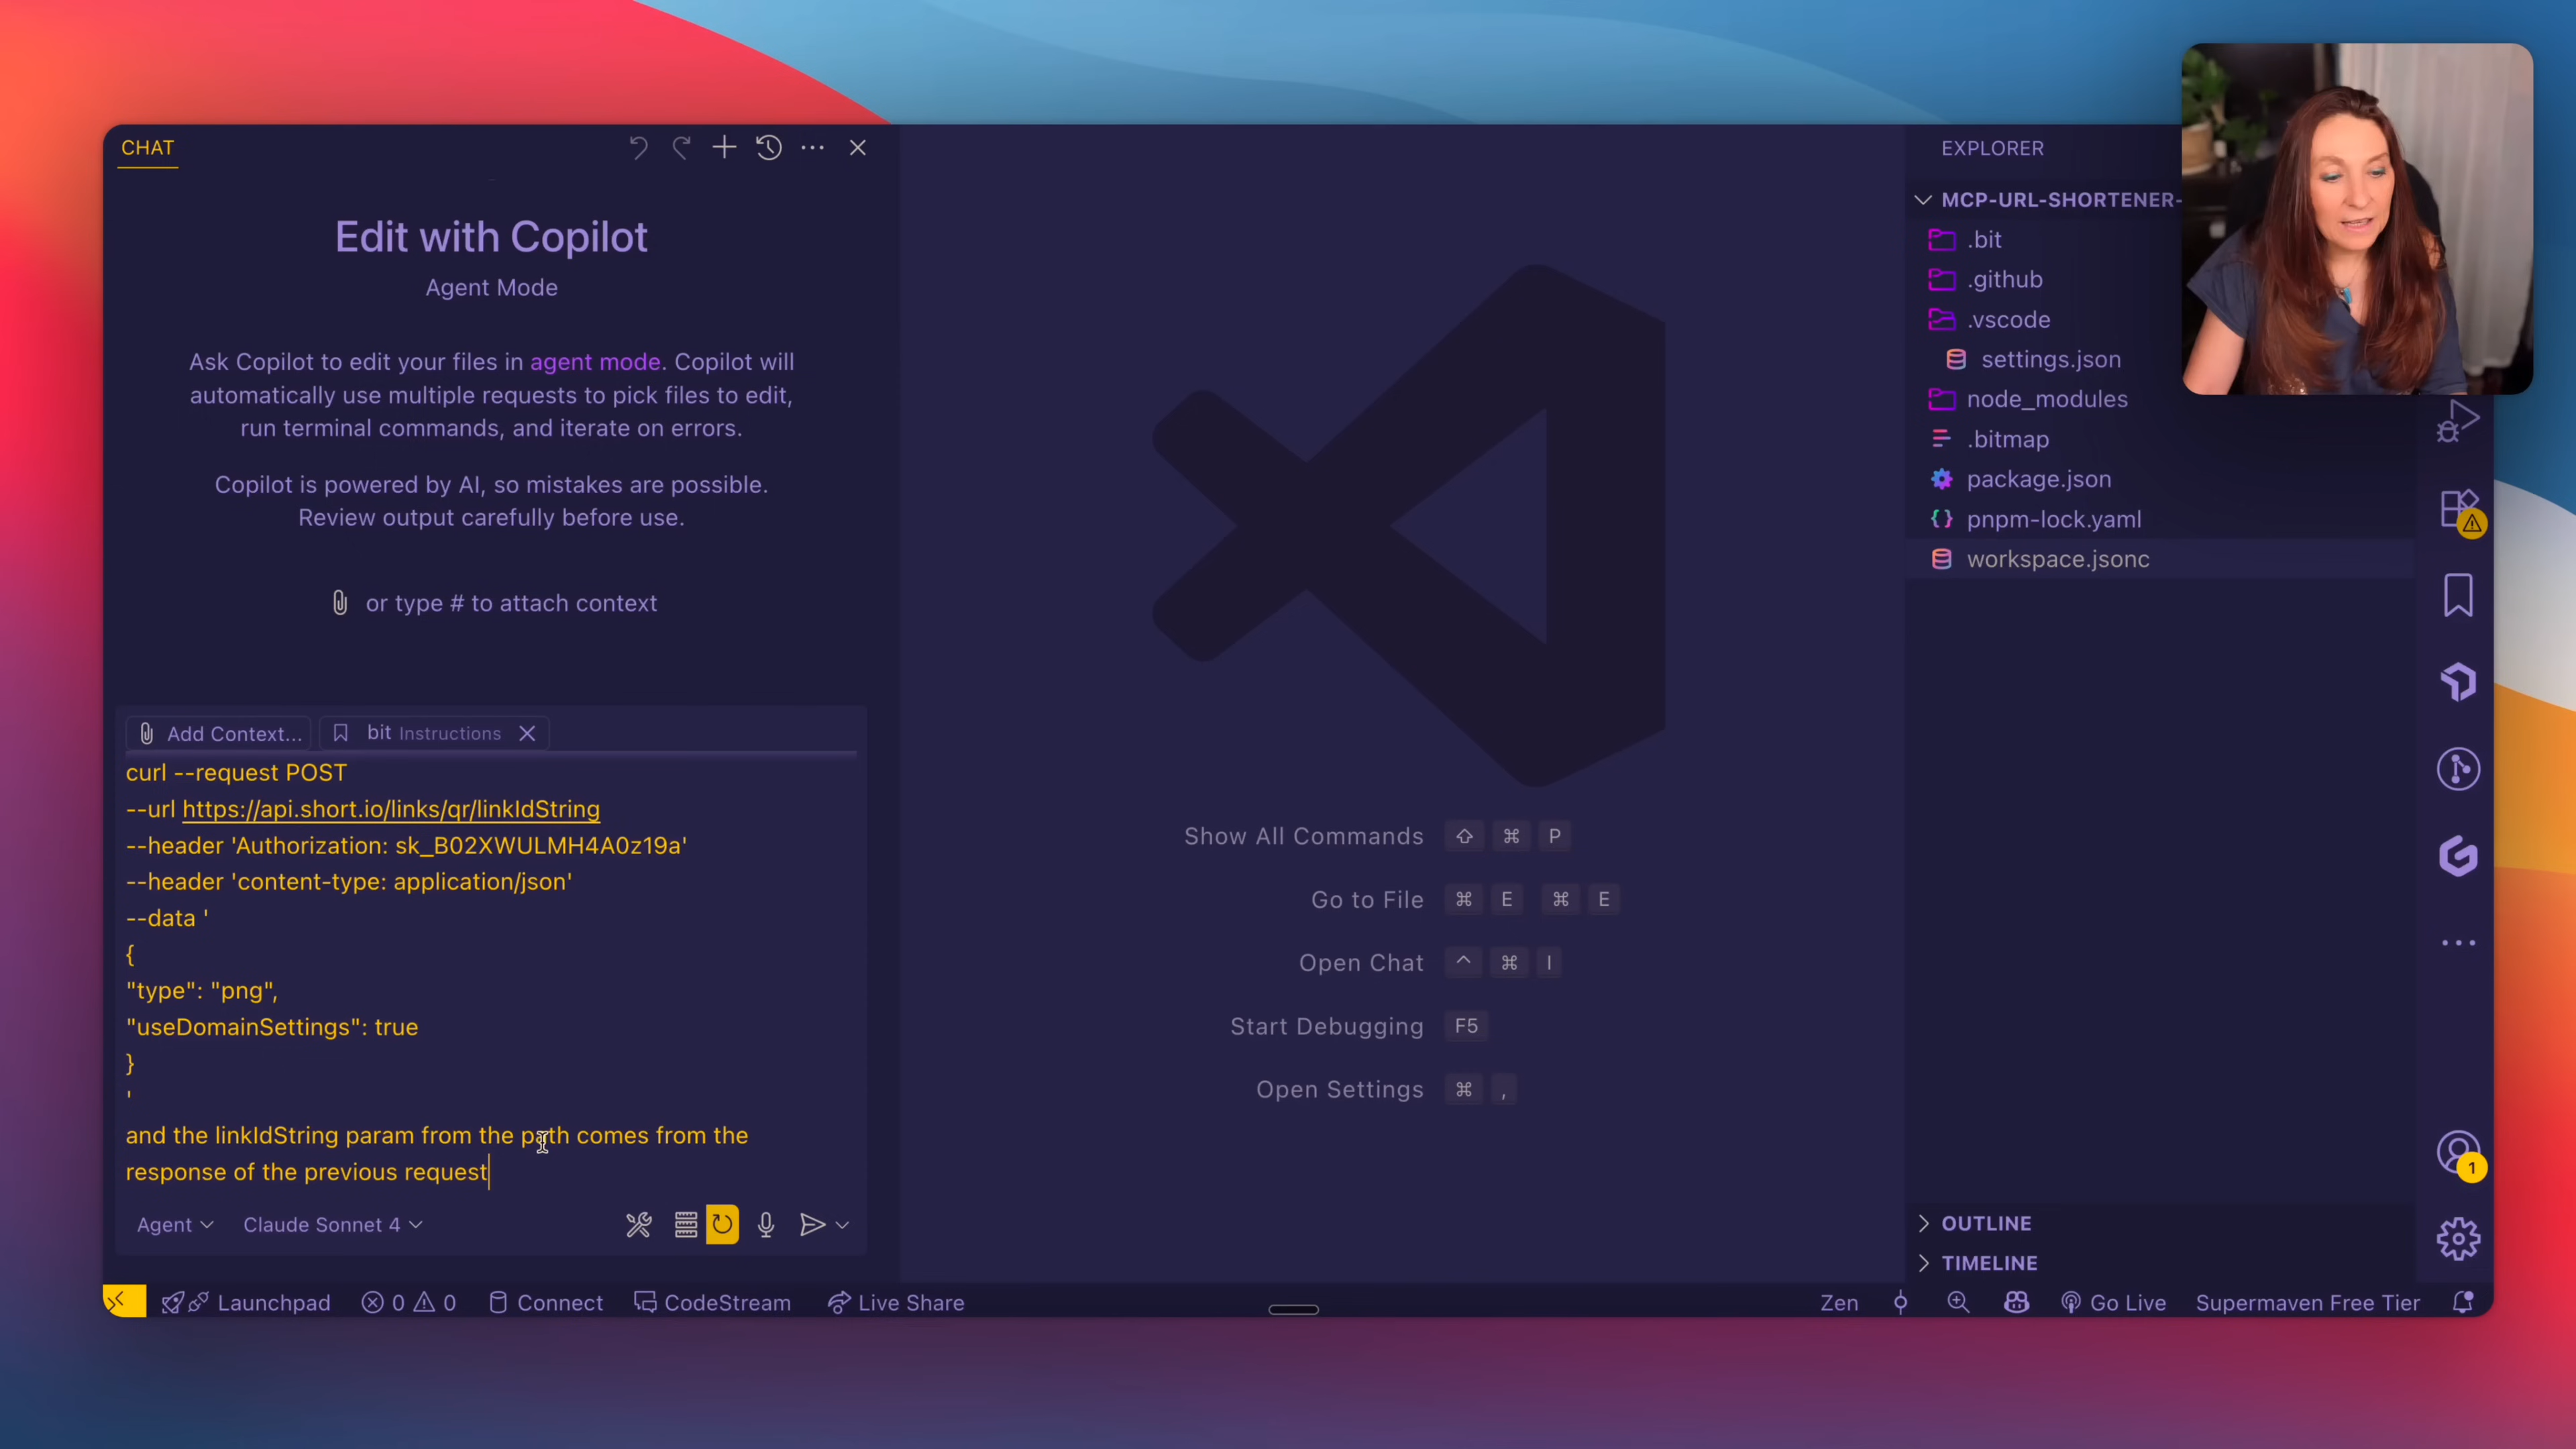 CHAT
Edit with Copilot
Agent Mode
Ask Copilot to edit your files in agent mode. Copilot will
automatically use multiple requests to pick files to edit,
run terminal commands, and iterate on errors.
Copilot is powered by AI, so mistakes are possible.
Review output carefully before use.
or type # to attach context
Add Context...
bit Instructions
curl --request POST
--url https://api.short.io/links/qr/linkIdString
--header 'Authorization: sk_B02XWULMH4A0z19a'
--header 'content-type: application/json'
--data '
{
"type": "png",
"useDomainSettings": true
}
'
and the linkIdString param from the path comes from the
response of the previous request
Agent
Claude Sonnet 4
Show All Commands ⇧ ⌘ P
Go to File ⌘ E ⌘ E
Open Chat ^ ⌘ I
Start Debugging F5
Open Settings ⌘ ,
EXPLORER
MCP-URL-SHORTENER-
.bit
.github
.vscode
settings.json
node_modules
.bitmap
package.json
pnpm-lock.yaml
workspace.jsonc
OUTLINE
TIMELINE
1
Launchpad
0
0
Connect
CodeStream
Live Share
Zen
Go Live
Supermaven Free Tier